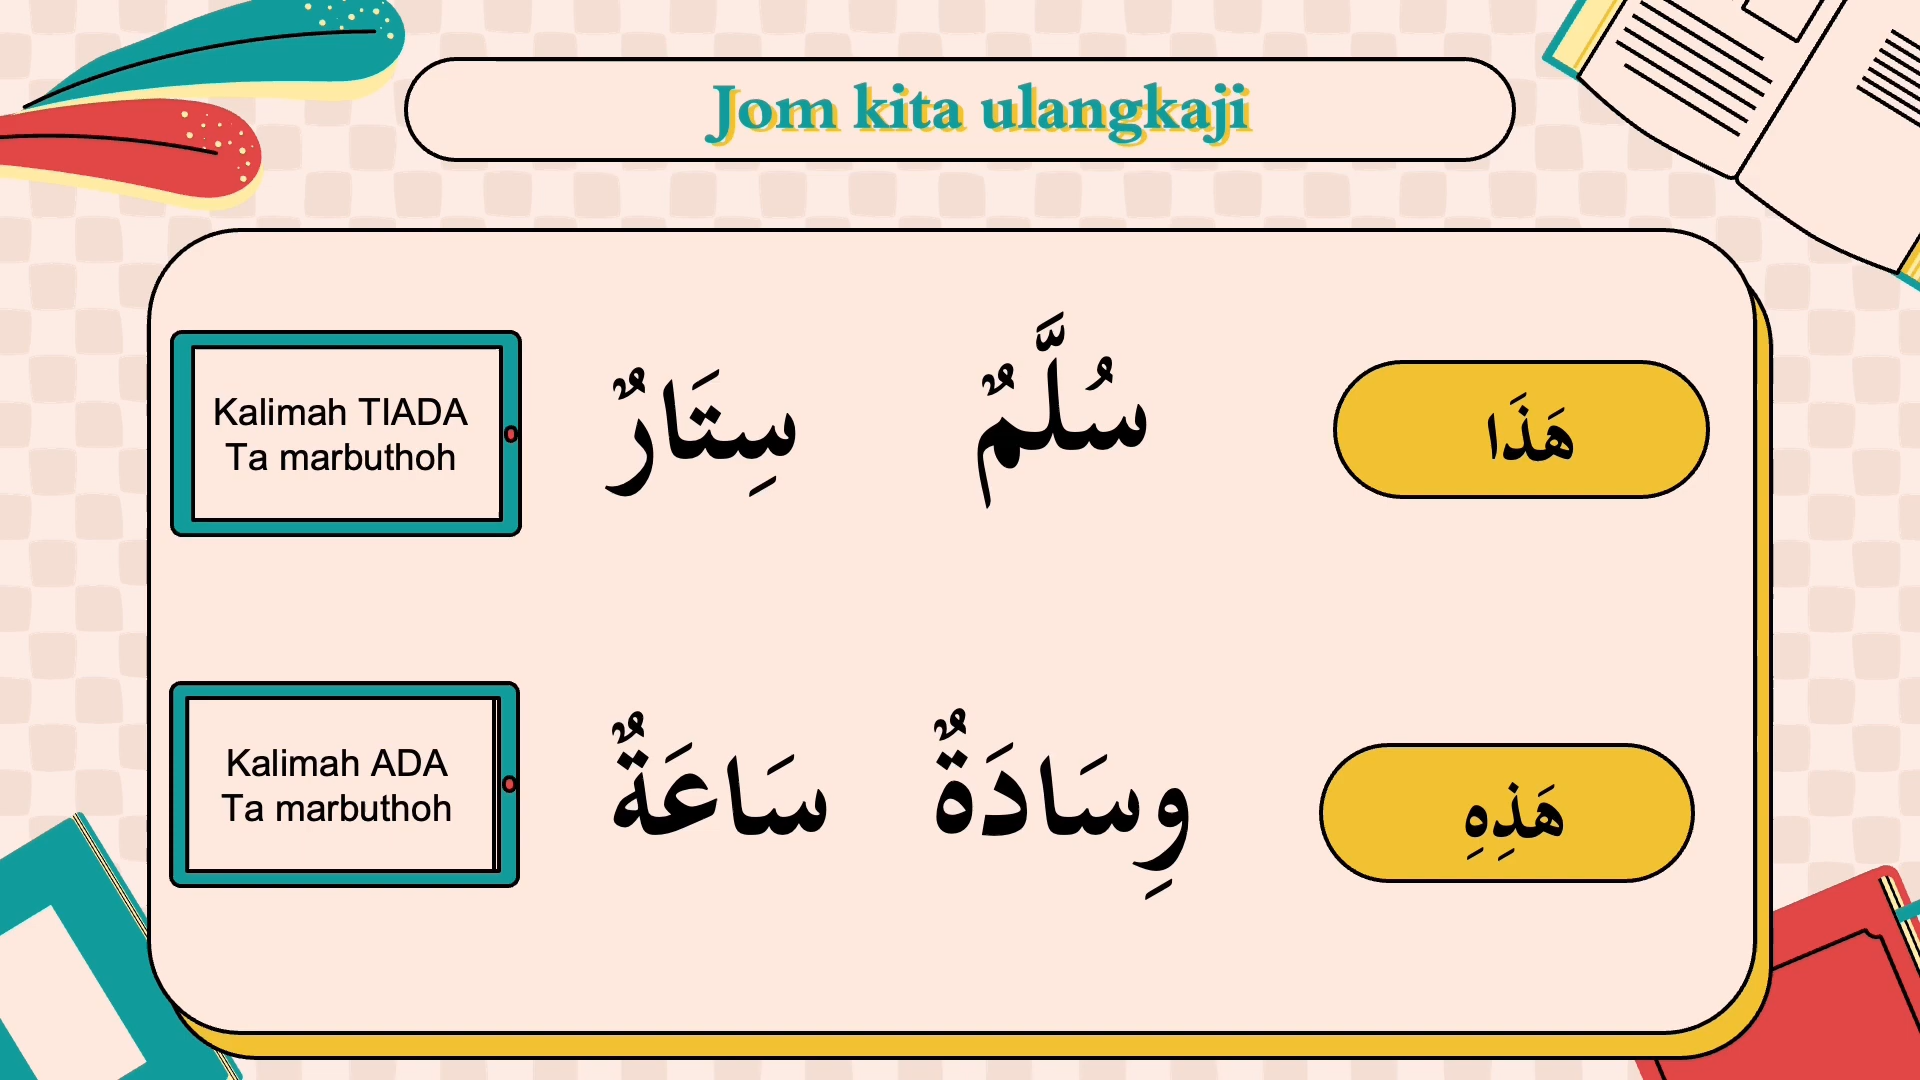 Jom kita ulangkaji
هَذَا
سُلَّمٌ
سِتَارٌ
Kalimah TIADA
Ta marbuthoh
هَذِهِ
وِسَادَةٌ
سَاعَةٌ
Kalimah ADA
Ta marbuthoh